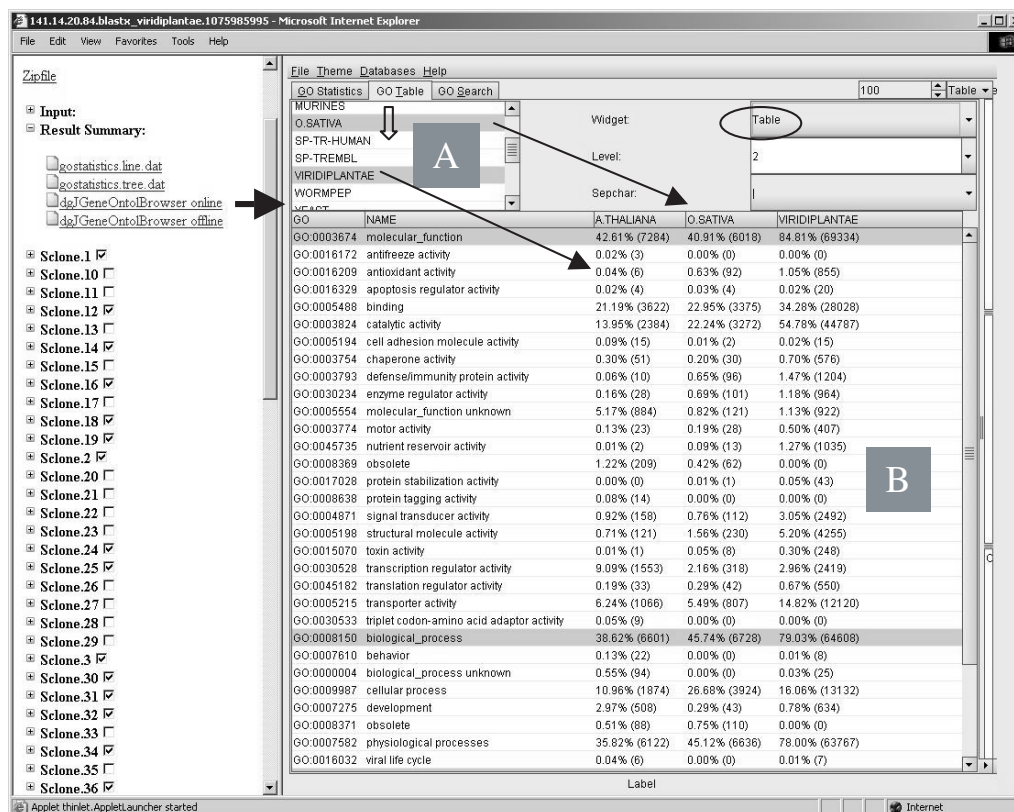 141.14.20.84.blastx_viridiplantae.1075985995 - Microsoft Internet Explorer
File Edit View Favorites Tools Help
Zipfile
Input:
Result Summary:
gostatistics.line.dat
gostatistics.tree.dat
dgJGeneOntolBrowser online
dgJGeneOntolBrowser offline
Sclone.1
Sclone.10
Sclone.11
Sclone.12
Sclone.13
Sclone.14
Sclone.15
Sclone.16
Sclone.17
Sclone.18
Sclone.19
Sclone.2
Sclone.20
Sclone.21
Sclone.22
Sclone.23
Sclone.24
Sclone.25
Sclone.26
Sclone.27
Sclone.28
Sclone.29
Sclone.3
Sclone.30
Sclone.31
Sclone.32
Sclone.33
Sclone.34
Sclone.35
Sclone.36
File Theme Databases Help
GO Statistics GO Table GO Search 100 Table
MURINES
O.SATIVA
SP-TR-HUMAN
SP-TREMBL
VIRIDIPLANTAE
WORMPEP
YEAST
A
Widget: Table
Level: 2
Sepchar: |
GO NAME A.THALIANA O.SATIVA VIRIDIPLANTAE
GO:0003674 molecular_function 42.61% (7284) 40.91% (6018) 84.81% (69334)
GO:0016172 antifreeze activity 0.02% (3) 0.00% (0) 0.00% (0)
GO:0016209 antioxidant activity 0.04% (6) 0.63% (92) 1.05% (855)
GO:0016329 apoptosis regulator activity 0.02% (4) 0.03% (4) 0.02% (20)
GO:0005488 binding 21.19% (3622) 22.95% (3375) 34.28% (28028)
GO:0003824 catalytic activity 13.95% (2384) 22.24% (3272) 54.78% (44787)
GO:0005194 cell adhesion molecule activity 0.09% (15) 0.01% (2) 0.02% (15)
GO:0003754 chaperone activity 0.30% (51) 0.20% (30) 0.70% (576)
GO:0003793 defense/immunity protein activity 0.06% (10) 0.65% (96) 1.47% (1204)
GO:0030234 enzyme regulator activity 0.16% (28) 0.69% (101) 1.18% (964)
GO:0005554 molecular_function unknown 5.17% (884) 0.82% (121) 1.13% (922)
GO:0003774 motor activity 0.13% (23) 0.19% (28) 0.50% (407)
GO:0045735 nutrient reservoir activity 0.01% (2) 0.09% (13) 1.27% (1035)
GO:0008369 obsolete 1.22% (209) 0.42% (62) 0.00% (0)
GO:0017028 protein stabilization activity 0.00% (0) 0.01% (1) 0.05% (43)
GO:0008638 protein tagging activity 0.08% (14) 0.00% (0) 0.00% (0)
GO:0004871 signal transducer activity 0.92% (158) 0.76% (112) 3.05% (2492)
GO:0005198 structural molecule activity 0.71% (121) 1.56% (230) 5.20% (4255)
GO:0015070 toxin activity 0.01% (1) 0.05% (8) 0.30% (248)
GO:0030528 transcription regulator activity 9.09% (1553) 2.16% (318) 2.96% (2419)
GO:0045182 translation regulator activity 0.19% (33) 0.29% (42) 0.67% (550)
GO:0005215 transporter activity 6.24% (1066) 5.49% (807) 14.82% (12120)
GO:0030533 triplet codon-amino acid adaptor activity 0.05% (9) 0.00% (0) 0.00% (0)
GO:0008150 biological_process 38.62% (6601) 45.74% (6728) 79.03% (64608)
GO:0007610 behavior 0.13% (22) 0.00% (0) 0.01% (8)
GO:0000004 biological_process unknown 0.55% (94) 0.00% (0) 0.03% (25)
GO:0009987 cellular process 10.96% (1874) 26.68% (3924) 16.06% (13132)
GO:0007275 development 2.97% (508) 0.29% (43) 0.78% (634)
GO:0008371 obsolete 0.51% (88) 0.75% (110) 0.00% (0)
GO:0007582 physiological processes 35.82% (6122) 45.12% (6636) 78.00% (63767)
GO:0016032 viral life cycle 0.04% (6) 0.00% (0) 0.01% (7)
B
Label
Applet thinlet.AppletLauncher started
Internet